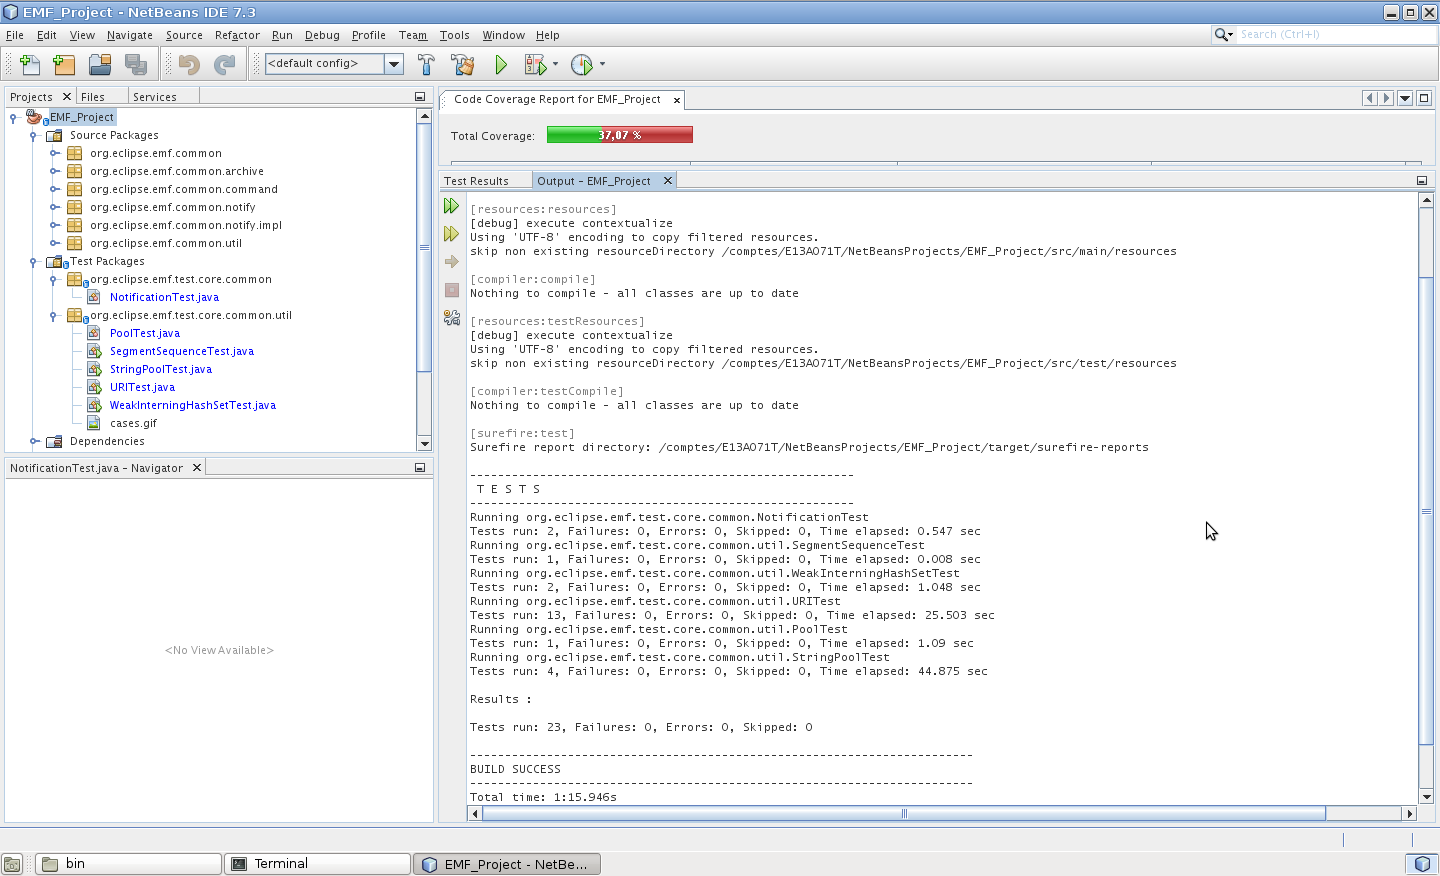 EMF_Project - NetBeans IDE 7.3
File Edit View Navigate Source Refactor Run Debug Profile Team Tools Window Help
Search (Ctrl+I)
<default config>
Projects Files Services
EMF_Project
Source Packages
org.eclipse.emf.common
org.eclipse.emf.common.archive
org.eclipse.emf.common.command
org.eclipse.emf.common.notify
org.eclipse.emf.common.notify.impl
org.eclipse.emf.common.util
Test Packages
org.eclipse.emf.test.core.common
NotificationTest.java
org.eclipse.emf.test.core.common.util
PoolTest.java
SegmentSequenceTest.java
StringPoolTest.java
URITest.java
WeakInterningHashSetTest.java
cases.gif
Dependencies
NotificationTest.java - Navigator
<No View Available>
Code Coverage Report for EMF_Project
Total Coverage: 37,07 %
Test Results Output - EMF_Project
[resources:resources]
[debug] execute contextualize
Using 'UTF-8' encoding to copy filtered resources.
skip non existing resourceDirectory /comptes/E13A071T/NetBeansProjects/EMF_Project/src/main/resources
[compiler:compile]
Nothing to compile - all classes are up to date
[resources:testResources]
[debug] execute contextualize
Using 'UTF-8' encoding to copy filtered resources.
skip non existing resourceDirectory /comptes/E13A071T/NetBeansProjects/EMF_Project/src/test/resources
[compiler:testCompile]
Nothing to compile - all classes are up to date
[surefire:test]
Surefire report directory: /comptes/E13A071T/NetBeansProjects/EMF_Project/target/surefire-reports
-------------------------------------------------------
T E S T S
-------------------------------------------------------
Running org.eclipse.emf.test.core.common.NotificationTest
Tests run: 2, Failures: 0, Errors: 0, Skipped: 0, Time elapsed: 0.547 sec
Running org.eclipse.emf.test.core.common.util.SegmentSequenceTest
Tests run: 1, Failures: 0, Errors: 0, Skipped: 0, Time elapsed: 0.008 sec
Running org.eclipse.emf.test.core.common.util.WeakInterningHashSetTest
Tests run: 2, Failures: 0, Errors: 0, Skipped: 0, Time elapsed: 1.048 sec
Running org.eclipse.emf.test.core.common.util.URITest
Tests run: 13, Failures: 0, Errors: 0, Skipped: 0, Time elapsed: 25.503 sec
Running org.eclipse.emf.test.core.common.util.PoolTest
Tests run: 1, Failures: 0, Errors: 0, Skipped: 0, Time elapsed: 1.09 sec
Running org.eclipse.emf.test.core.common.util.StringPoolTest
Tests run: 4, Failures: 0, Errors: 0, Skipped: 0, Time elapsed: 44.875 sec
Results :
Tests run: 23, Failures: 0, Errors: 0, Skipped: 0
------------------------------------------------------------------------
BUILD SUCCESS
------------------------------------------------------------------------
Total time: 1:15.946s
bin
Terminal
EMF_Project - NetBe...